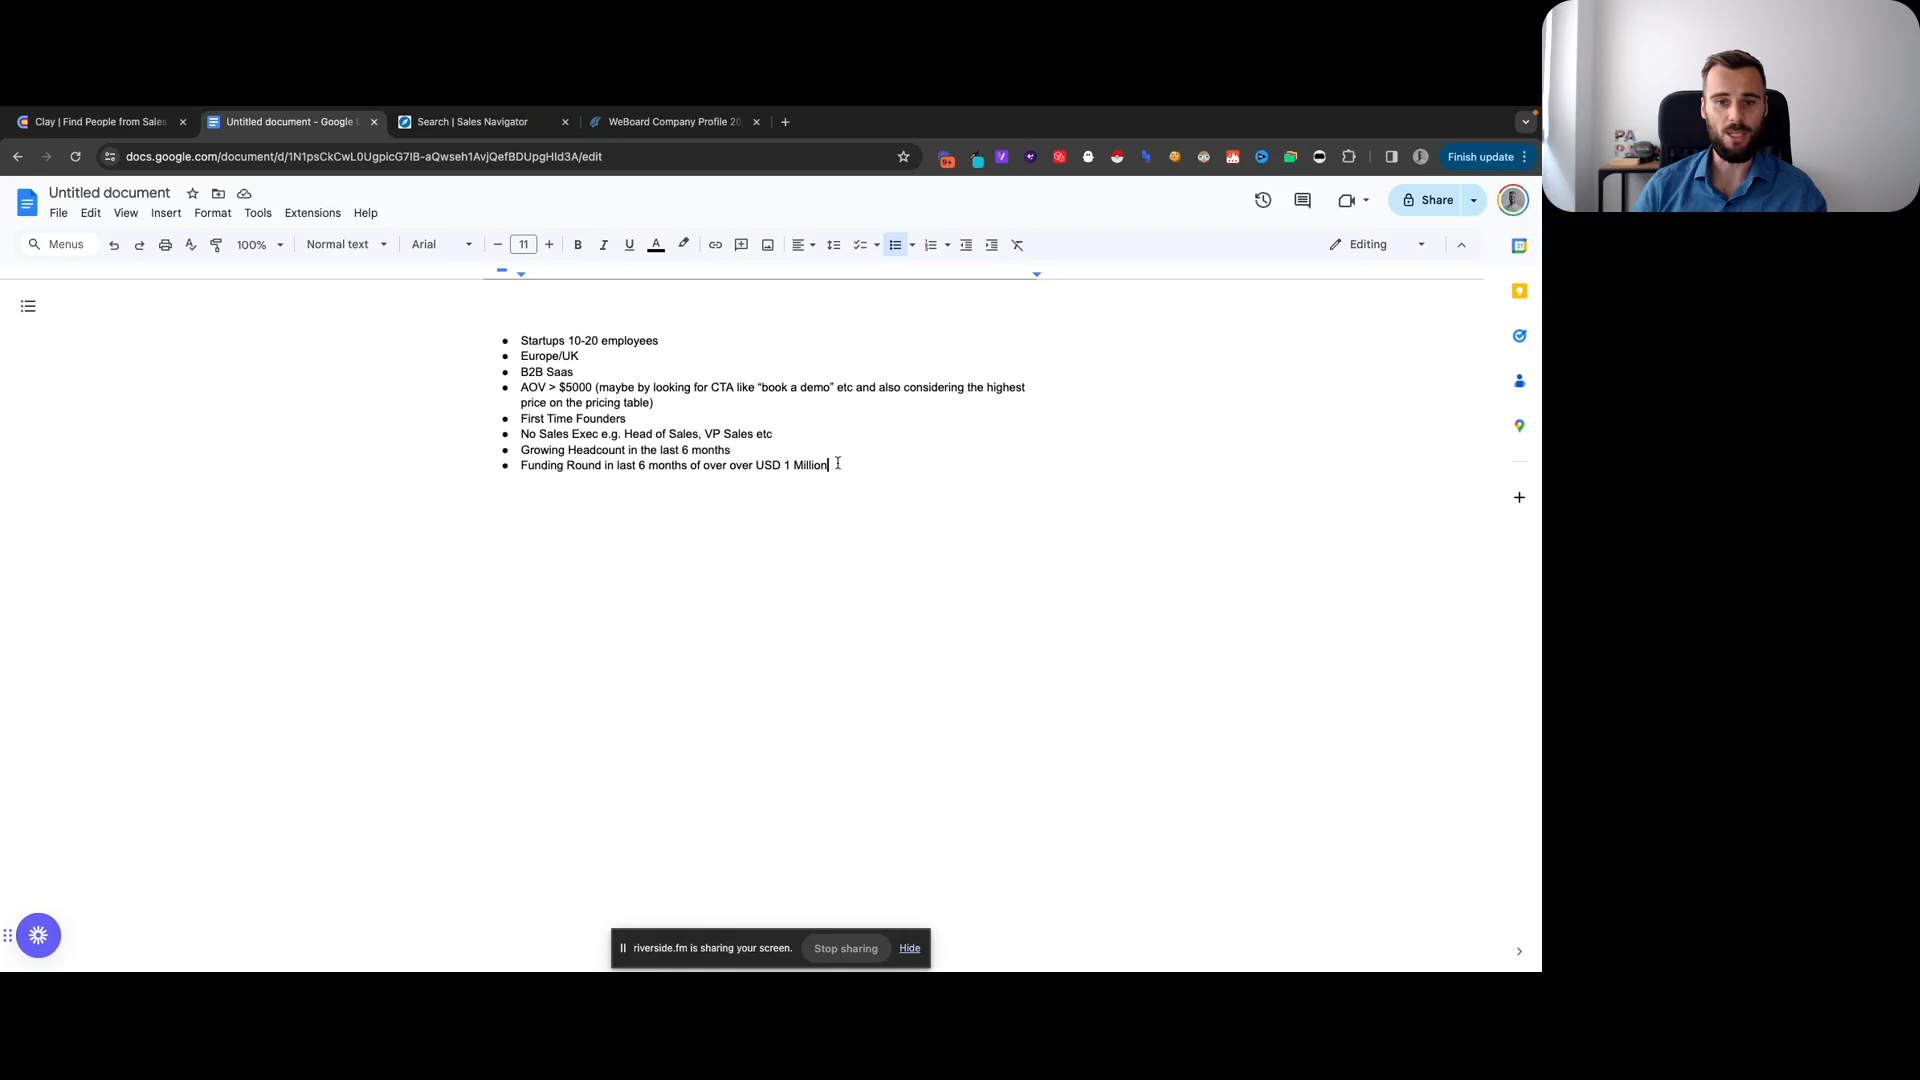 Clay | Find People from Sales
Untitled document - Google D
Search | Sales Navigator
WeBoard Company Profile 20
docs.google.com/document/d/1N1psCkCwL0UgpicG7IB-aQwseh1AvjQefBDUpgHId3A/edit
9+
Finish update
Untitled document
File Edit View Insert Format Tools Extensions Help
Share
Menus
100%
Normal text
Arial
11
Editing
31
● Startups 10-20 employees
● Europe/UK
● B2B Saas
● AOV > $5000 (maybe by looking for CTA like “book a demo” etc and also considering the highest
price on the pricing table)
● First Time Founders
● No Sales Exec e.g. Head of Sales, VP Sales etc
● Growing Headcount in the last 6 months
● Funding Round in last 6 months of over over USD 1 Million
riverside.fm is sharing your screen.
Stop sharing
Hide